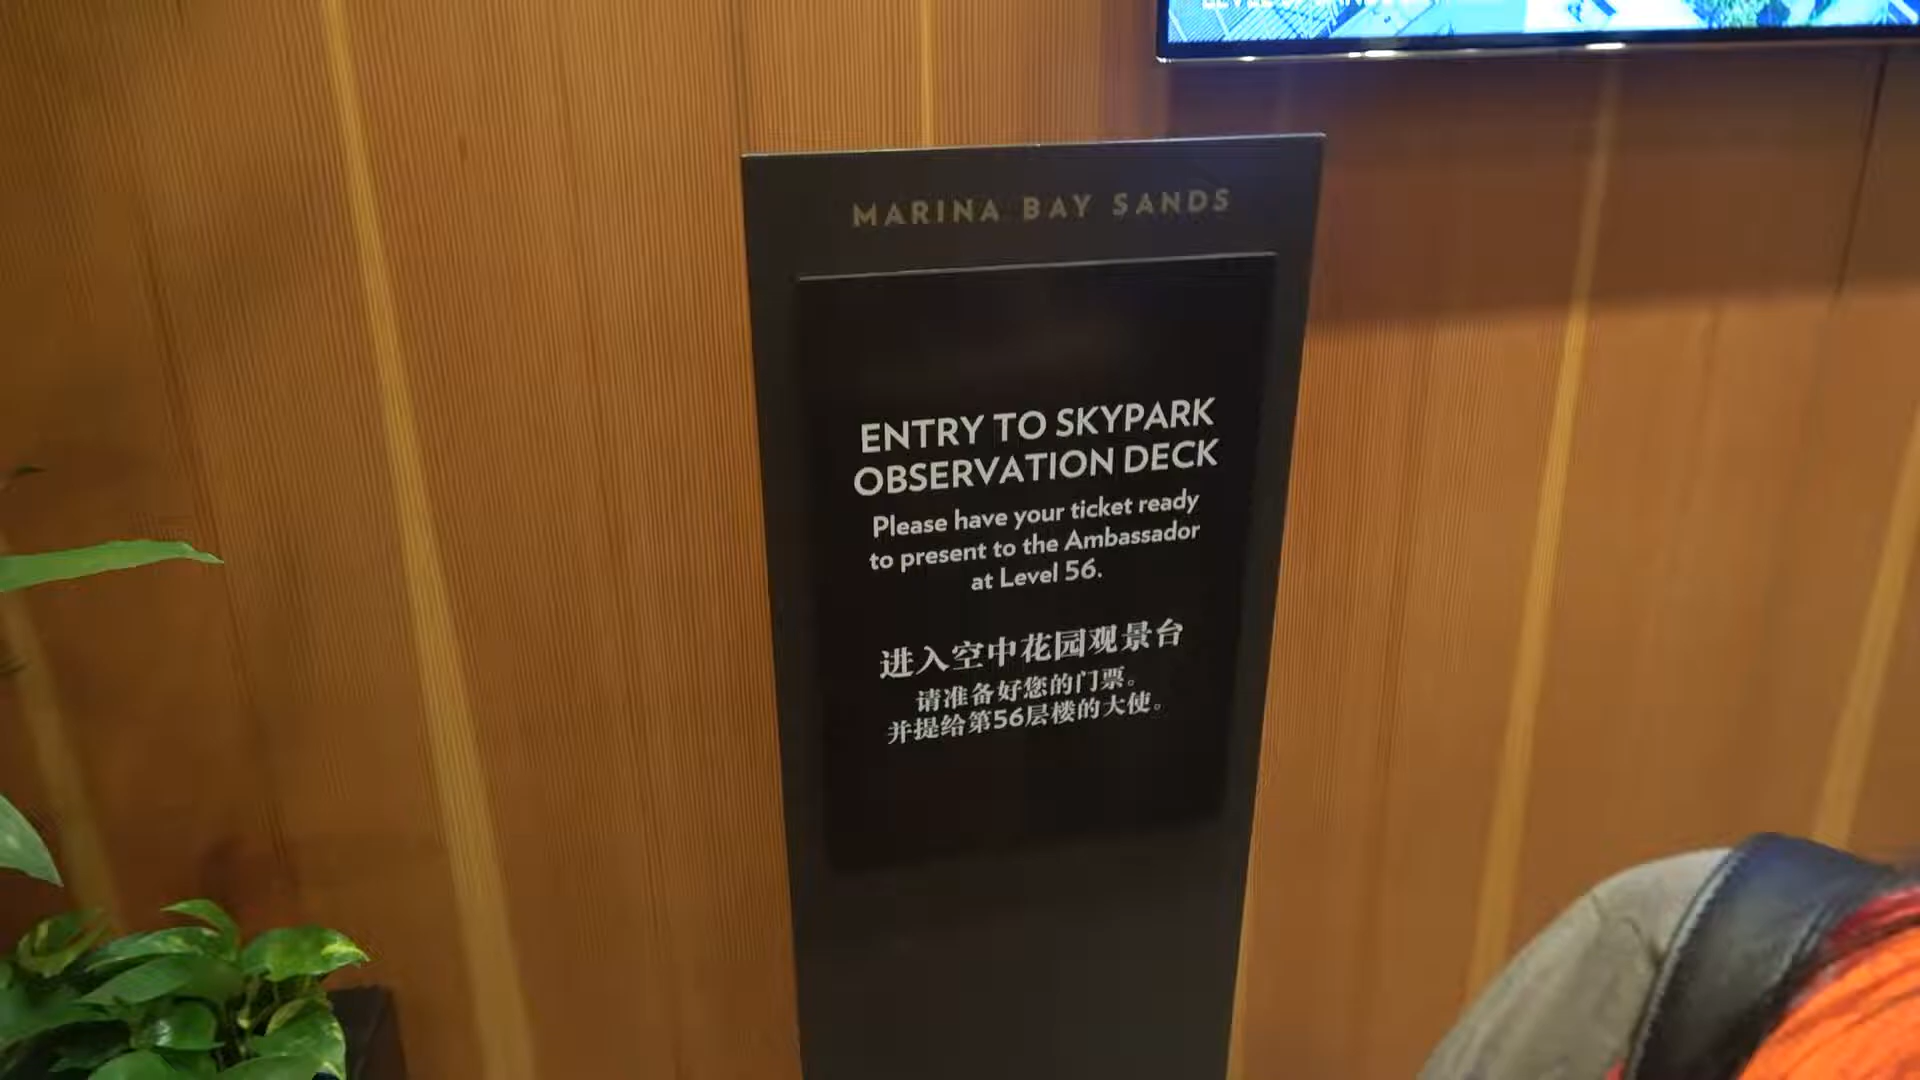 MARINA BAY SANDS
ENTRY TO SKYPARK
OBSERVATION DECK
Please have your ticket ready
to present to the Ambassador
at Level 56.
进入空中花园观景台
请准备好您的门票。
并提给第56层楼的大使。